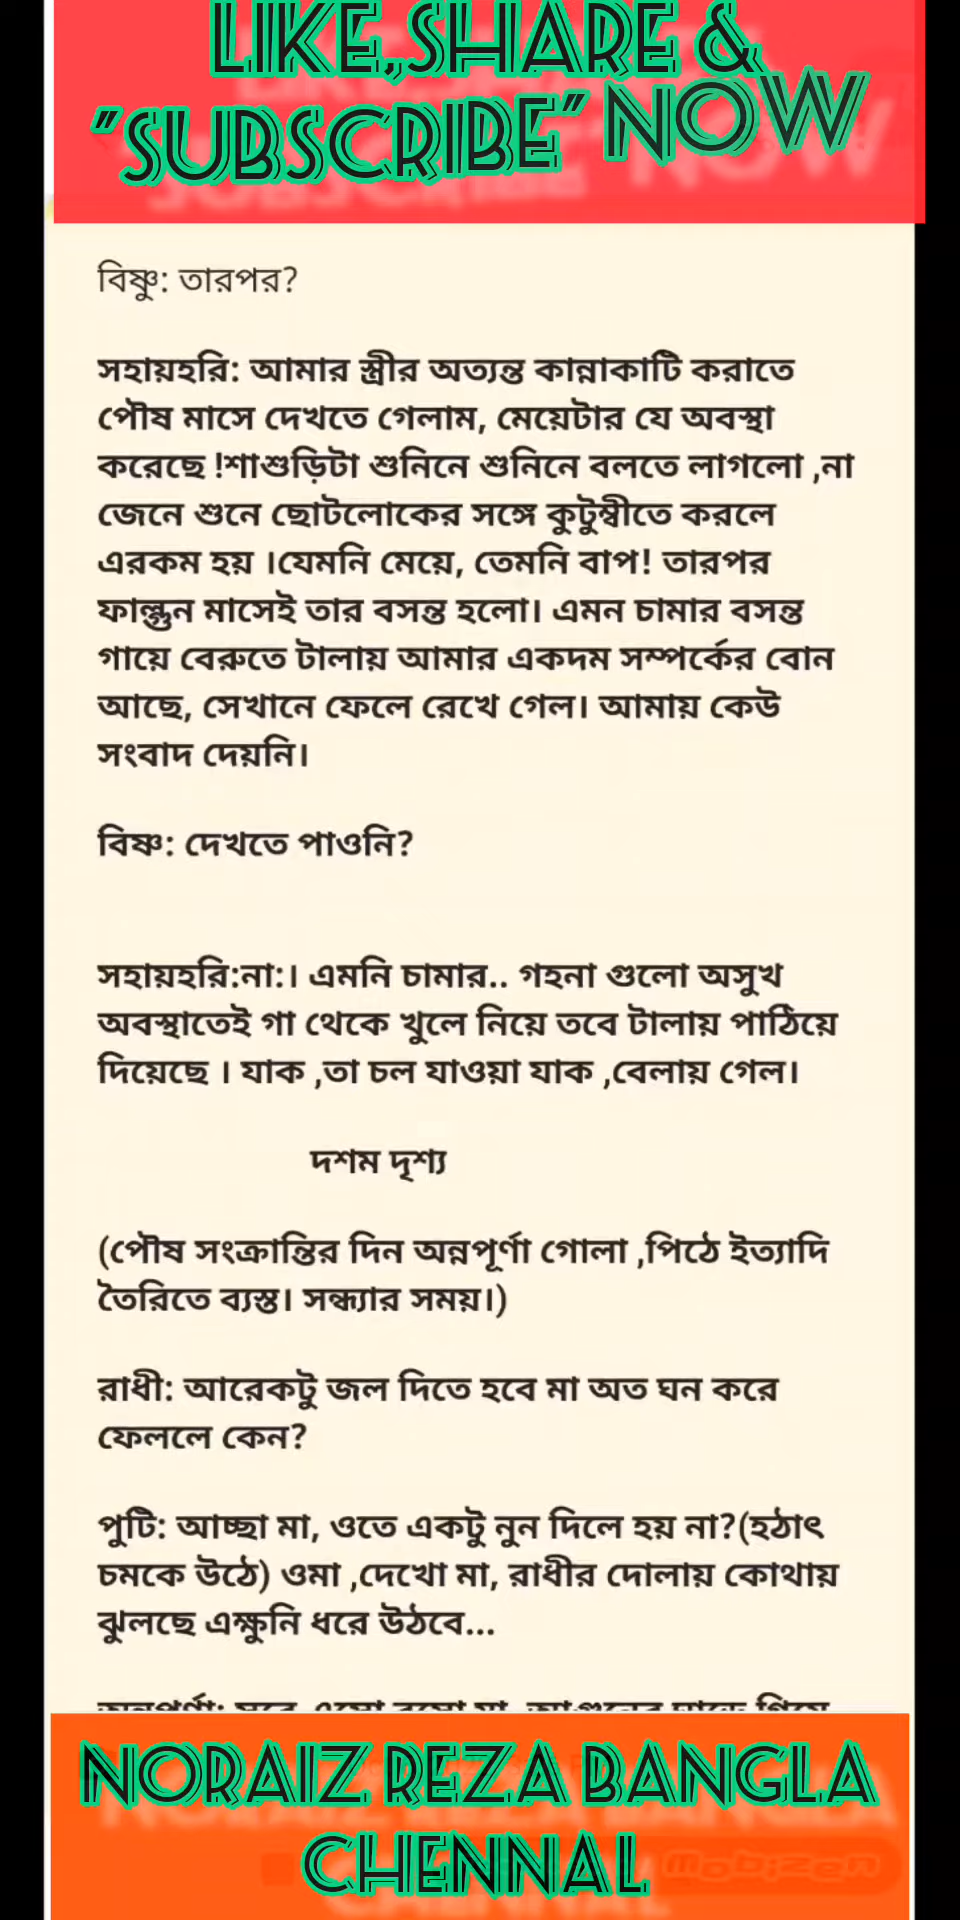 LIKE,SHARE &
"SUBSCRIBE" NOW
বিষ্ণু: তারপর?
সহায়হরি: আমার স্ত্রীর অত্যন্ত কান্নাকাটি করাতে
পৌষ মাসে দেখতে গেলাম, মেয়েটার যে অবস্থা
করেছে !শাশুড়িটা শুনিনে শুনিনে বলতে লাগলো ,না
জেনে শুনে ছোটলোকের সঙ্গে কুটুম্বীতে করলে
এরকম হয় ।যেমনি মেয়ে, তেমনি বাপ! তারপর
ফাল্গুন মাসেই তার বসন্ত হলো। এমন চামার বসন্ত
গায়ে বেরুতে টালায় আমার একদম সম্পর্কের বোন
আছে, সেখানে ফেলে রেখে গেল। আমায় কেউ
সংবাদ দেয়নি।
বিষ্ণ: দেখতে পাওনি?
সহায়হরি:না:। এমনি চামার.. গহনা গুলো অসুখ
অবস্থাতেই গা থেকে খুলে নিয়ে তবে টালায় পাঠিয়ে
দিয়েছে । যাক ,তা চল যাওয়া যাক ,বেলায় গেল।
দশম দৃশ্য
(পৌষ সংক্রান্তির দিন অন্নপূর্ণা গোলা ,পিঠে ইত্যাদি
তৈরিতে ব্যস্ত। সন্ধ্যার সময়।)
রাধী: আরেকটু জল দিতে হবে মা অত ঘন করে
ফেললে কেন?
পুটি: আচ্ছা মা, ওতে একটু নুন দিলে হয় না?(হঠাৎ
চমকে উঠে) ওমা ,দেখো মা, রাধীর দোলায় কোথায়
ঝুলছে এক্ষুনি ধরে উঠবে...
NORAIZ REZA BANGLA
CHENNAL
Mobizen